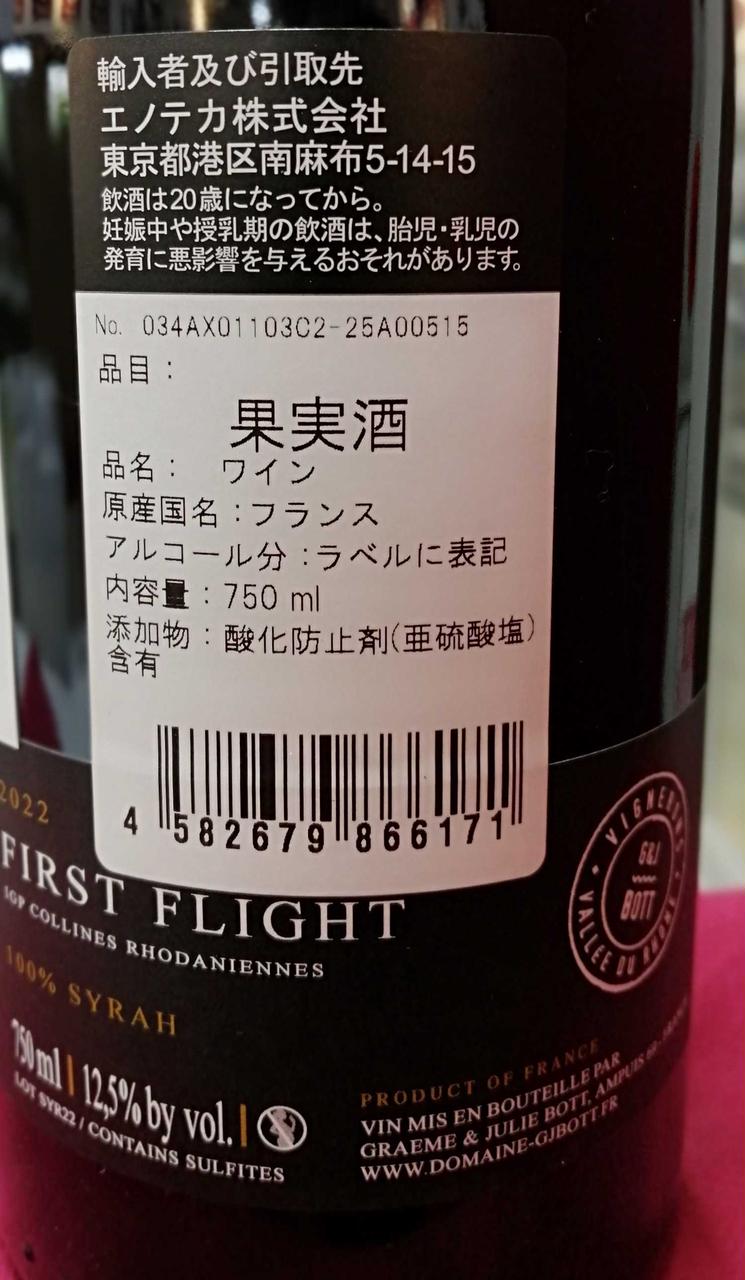 輸入者及び引取先
エノテカ株式会社
東京都港区南麻布5-14-15
飲酒は20歳になってから。
妊娠中や授乳期の飲酒は、胎児・乳児の
発育に悪影響を与えるおそれがあります。
No. 034AX01103C2-25A00515
品目：
果実酒
品名： ワイン
原産国名：フランス
アルコール分：ラベルに表記
内容量：750 ml
添加物：酸化防止剤(亜硫酸塩)
含有
4 582679 866171
2022
FIRST FLIGHT
IGP COLLINES RHODANIENNES
100% SYRAH
750ml | 12,5% by vol. |
LOT SYR22 / CONTAINS SULFITES
VIGNERONS
G&J
BOTT
VALLÉE DU RHÔNE
PRODUCT OF FRANCE
VIN MIS EN BOUTEILLE PAR
GRAEME & JULIE BOTT, AMPUIS 69 - FRANCE
WWW.DOMAINE-GJBOTT.FR